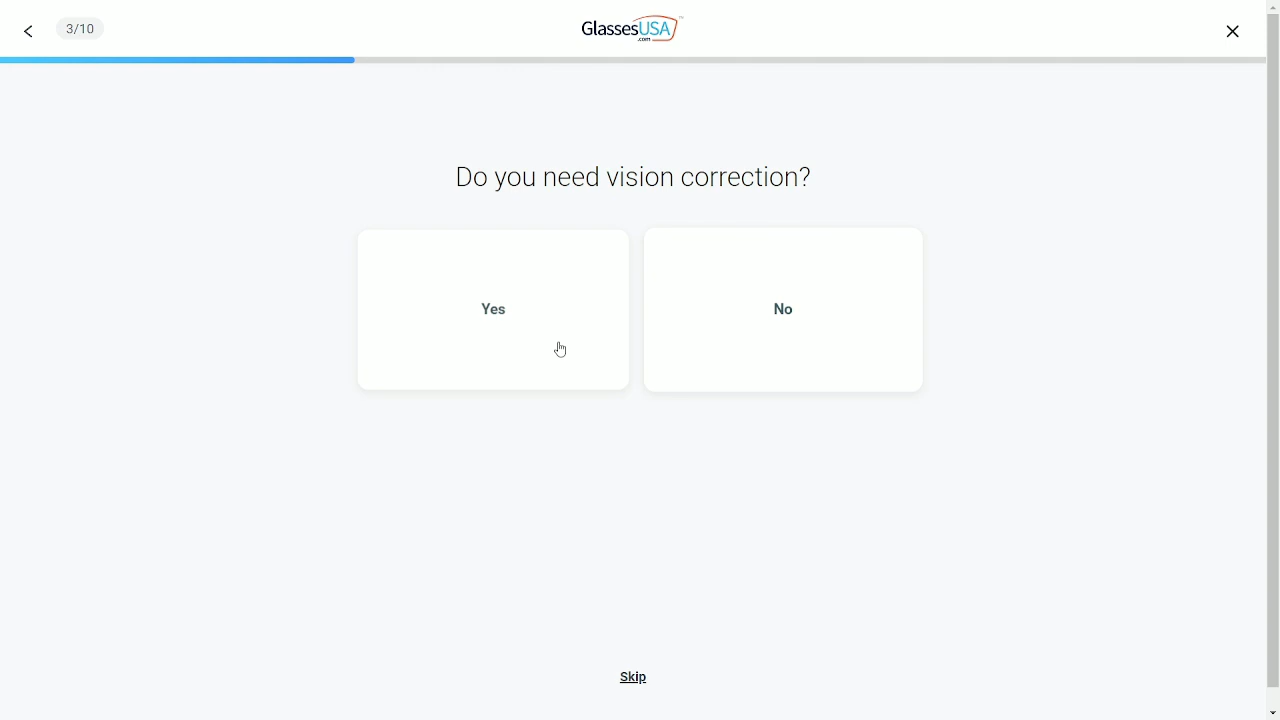 3/10
GlassesUSA
.com
Do you need vision correction?
Yes
No
Skip